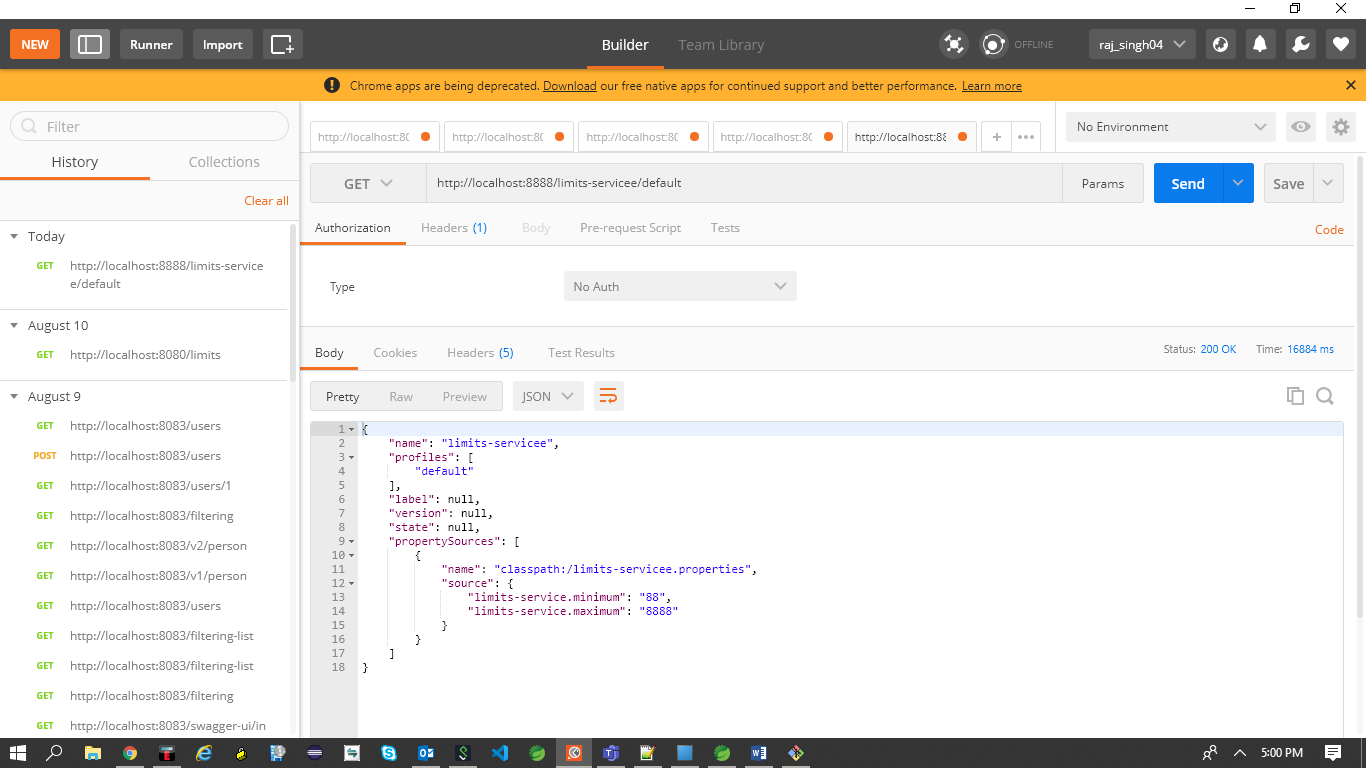 NEW
Runner
Import
Builder
Team Library
OFFLINE
raj_singh04
Chrome apps are being deprecated. Download our free native apps for continued support and better performance. Learn more
Filter
History
Collections
Clear all
Today
GET http://localhost:8888/limits-service
e/default
August 10
GET http://localhost:8080/limits
August 9
GET http://localhost:8083/users
POST http://localhost:8083/users
GET http://localhost:8083/users/1
GET http://localhost:8083/filtering
GET http://localhost:8083/v2/person
GET http://localhost:8083/v1/person
GET http://localhost:8083/users
GET http://localhost:8083/filtering-list
GET http://localhost:8083/filtering-list
GET http://localhost:8083/filtering
GET http://localhost:8083/swagger-ui/in
http://localhost:80
http://localhost:80
http://localhost:80
http://localhost:80
http://localhost:88
No Environment
GET
http://localhost:8888/limits-servicee/default
Params
Send
Save
Authorization
Headers (1)
Body
Pre-request Script
Tests
Code
Type
No Auth
Body
Cookies
Headers (5)
Test Results
Status: 200 OK
Time: 16884 ms
Pretty
Raw
Preview
JSON
1 {
2 "name": "limits-servicee",
3 "profiles": [
4 "default"
5 ],
6 "label": null,
7 "version": null,
8 "state": null,
9 "propertySources": [
10 {
11 "name": "classpath:/limits-servicee.properties",
12 "source": {
13 "limits-service.minimum": "88",
14 "limits-service.maximum": "8888"
15 }
16 }
17 ]
18 }
5:00 PM